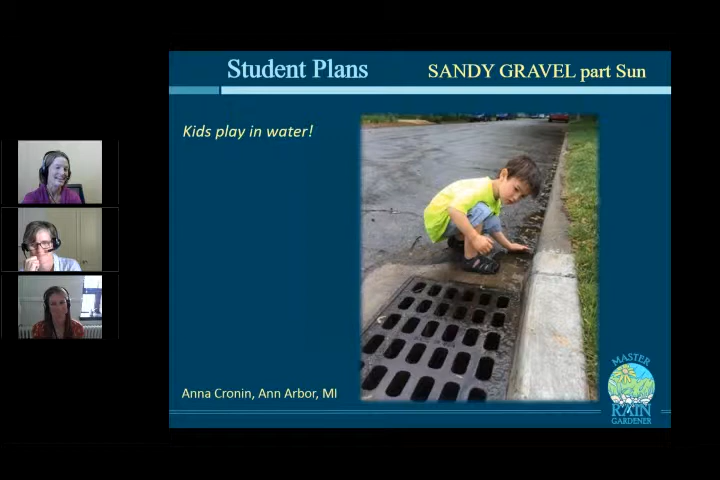 Student Plans
SANDY GRAVEL part Sun
Kids play in water!
Anna Cronin, Ann Arbor, MI
MASTER
RAIN
GARDENER